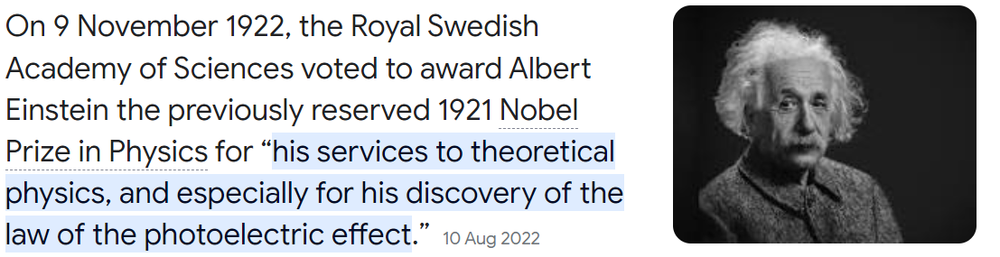 On 9 November 1922, the Royal Swedish
Academy of Sciences voted to award Albert
Einstein the previously reserved 1921 Nobel
Prize in Physics for “his services to theoretical
physics, and especially for his discovery of the
law of the photoelectric effect.” 10 Aug 2022